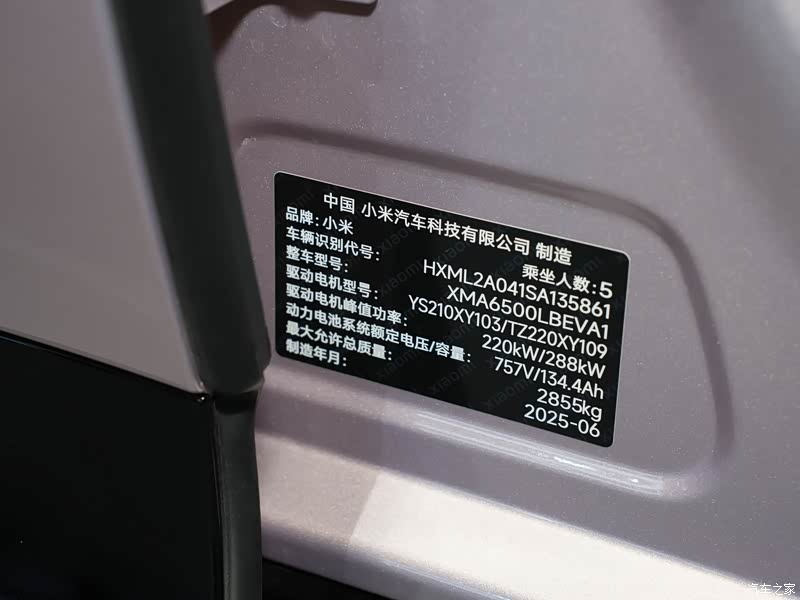 中国 小米汽车科技有限公司 制造
品牌:小米 乘坐人数:5
车辆识别代号: HXML2A041SA135861
整车型号: XMA6500LBEVA1
驱动电机型号: YS210XY103/TZ220XY109
驱动电机峰值功率: 220kW/288kW
动力电池系统额定电压/容量: 757V/134.4Ah
最大允许总质量: 2855kg
制造年月: 2025-06
汽车之家